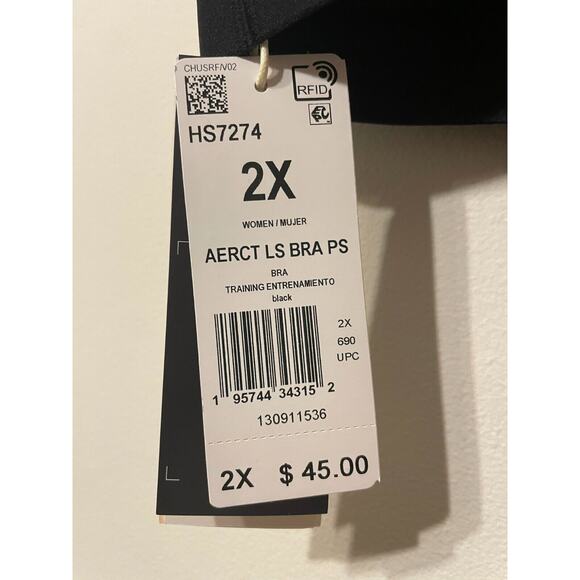 CHUSRF/V02
RFID
HS7274
2X
WOMEN / MUJER
AERCT LS BRA PS
BRA
TRAINING ENTRENAMIENTO
black
2X
690
UPC
1 95744 34315 2
130911536
2X $ 45.00